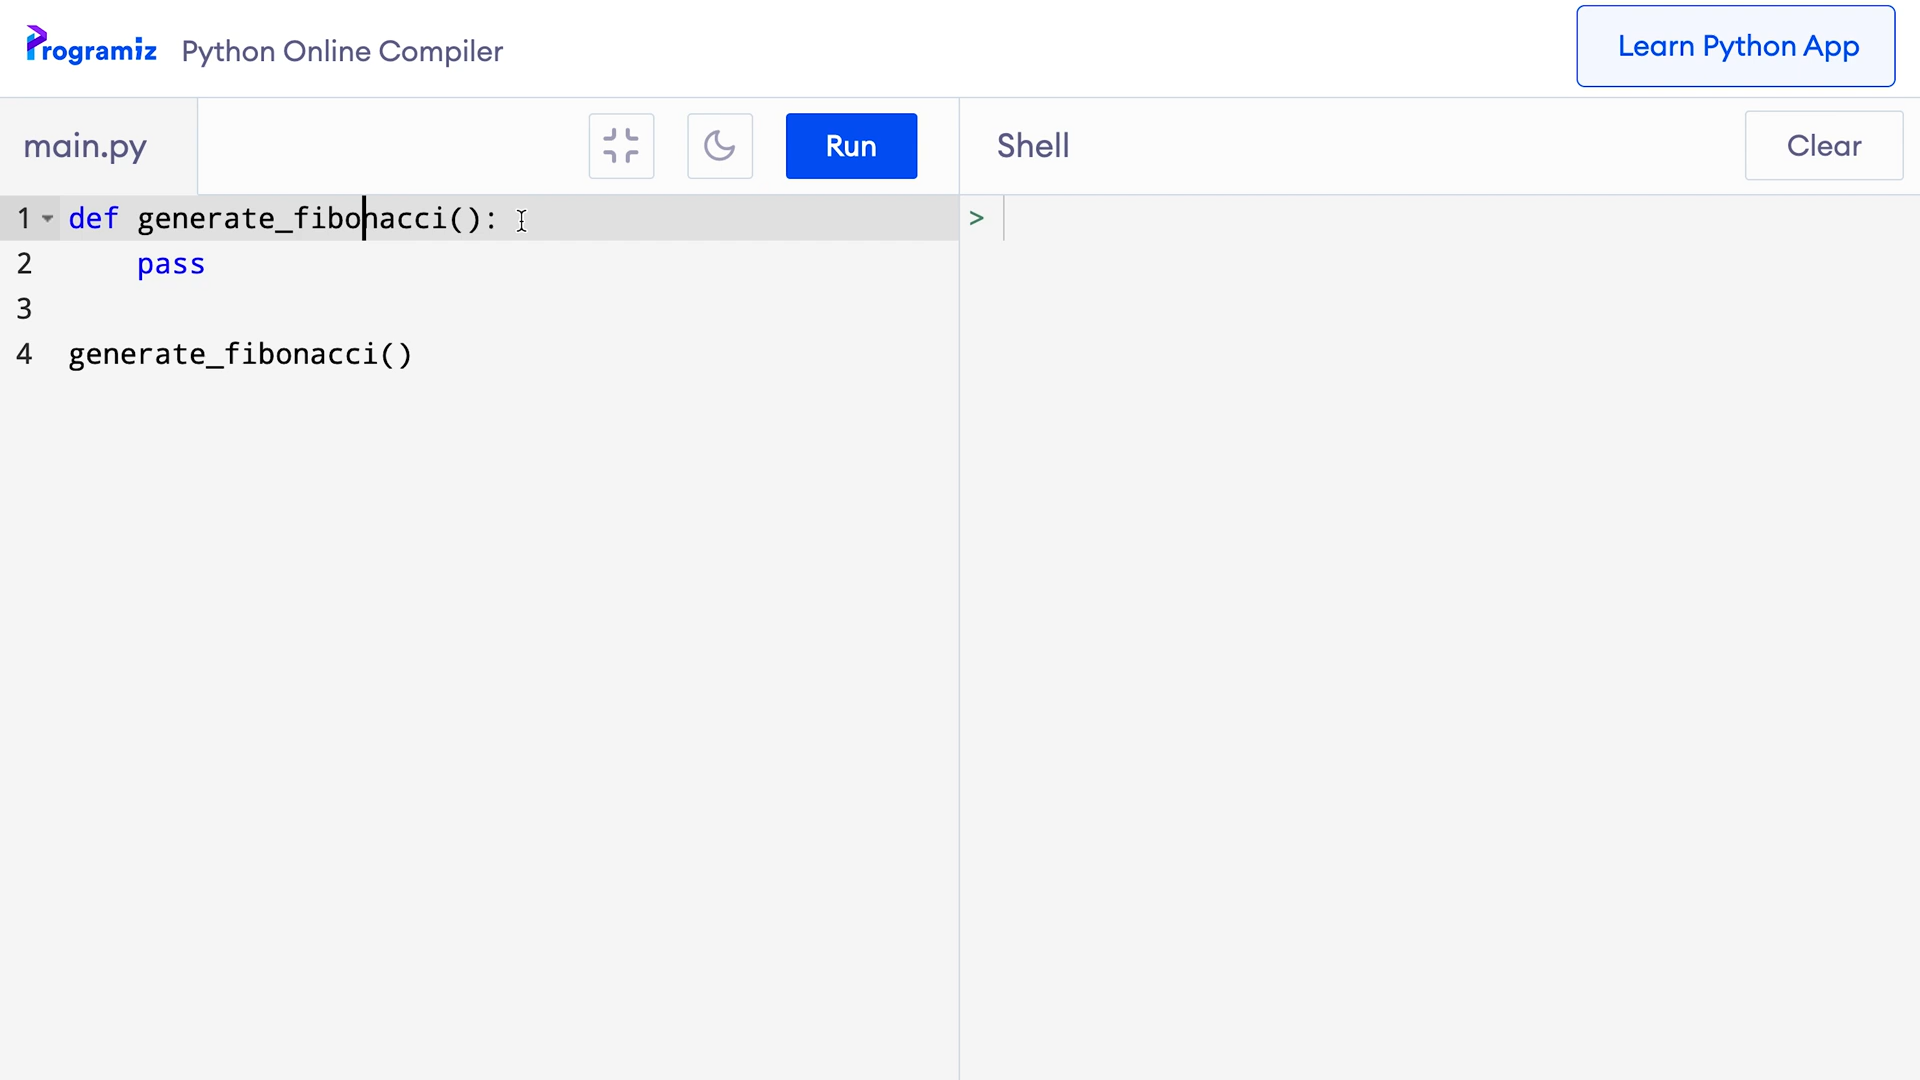 Programiz Python Online Compiler
Learn Python App
main.py
Run
Shell
Clear
1 def generate_fibonacci():
2     pass
3
4 generate_fibonacci()
>